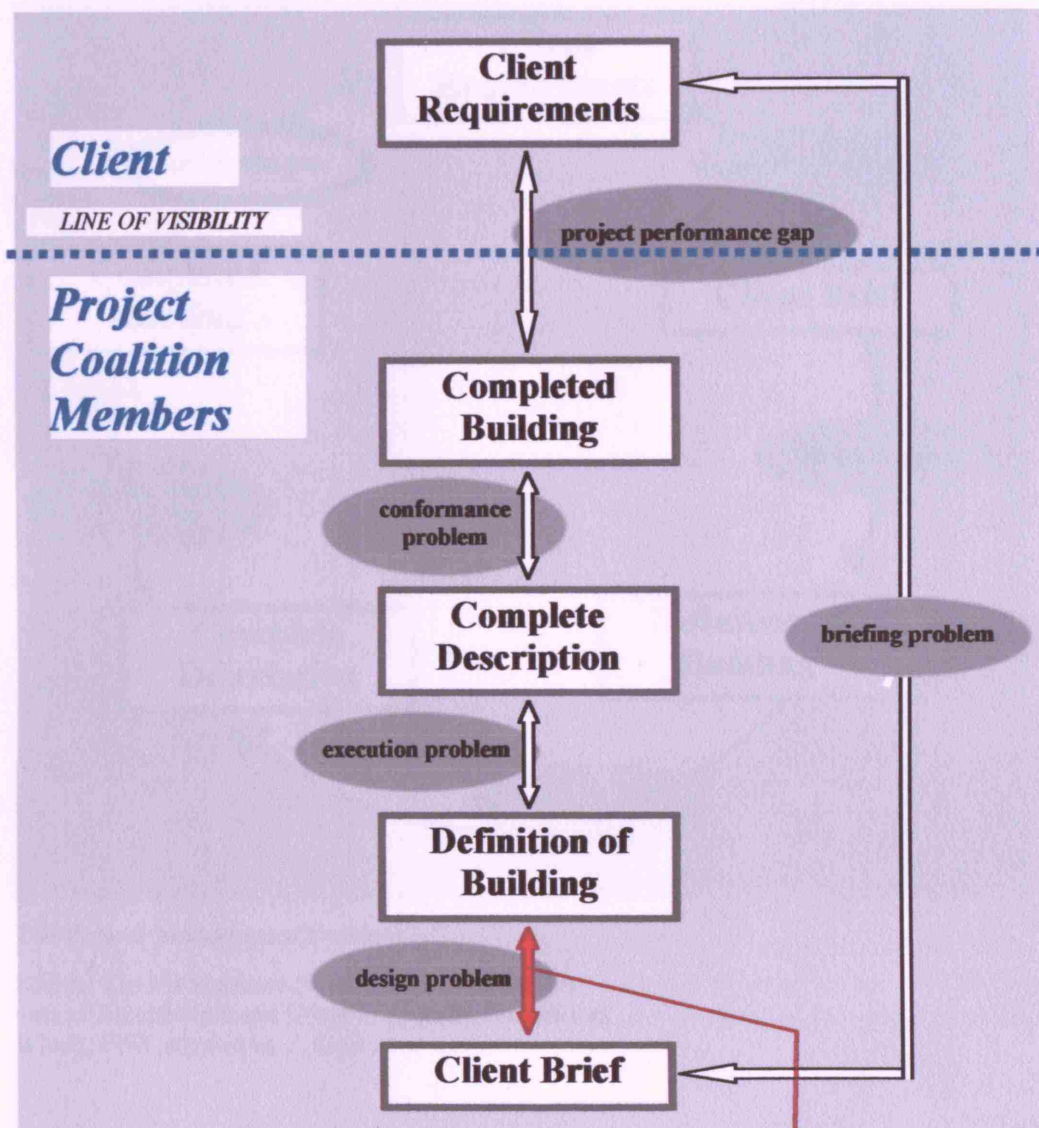 Client
Requirements
Client
LINE OF VISIBILITY
project performance gap
Project
Coalition
Members
Completed
Building
conformance
problem
Complete
Description
briefing problem
execution problem
Definition of
Building
design problem
Client Brief